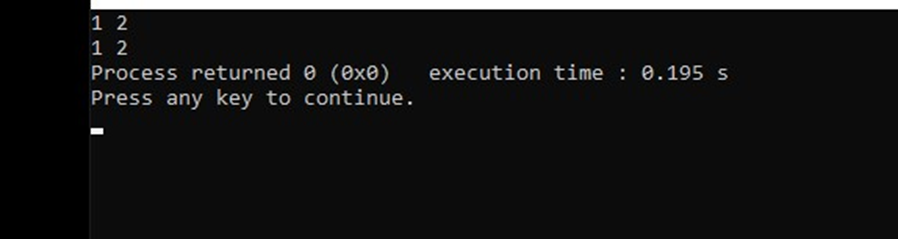 1 2
1 2
Process returned 0 (0x0)   execution time : 0.195 s
Press any key to continue.